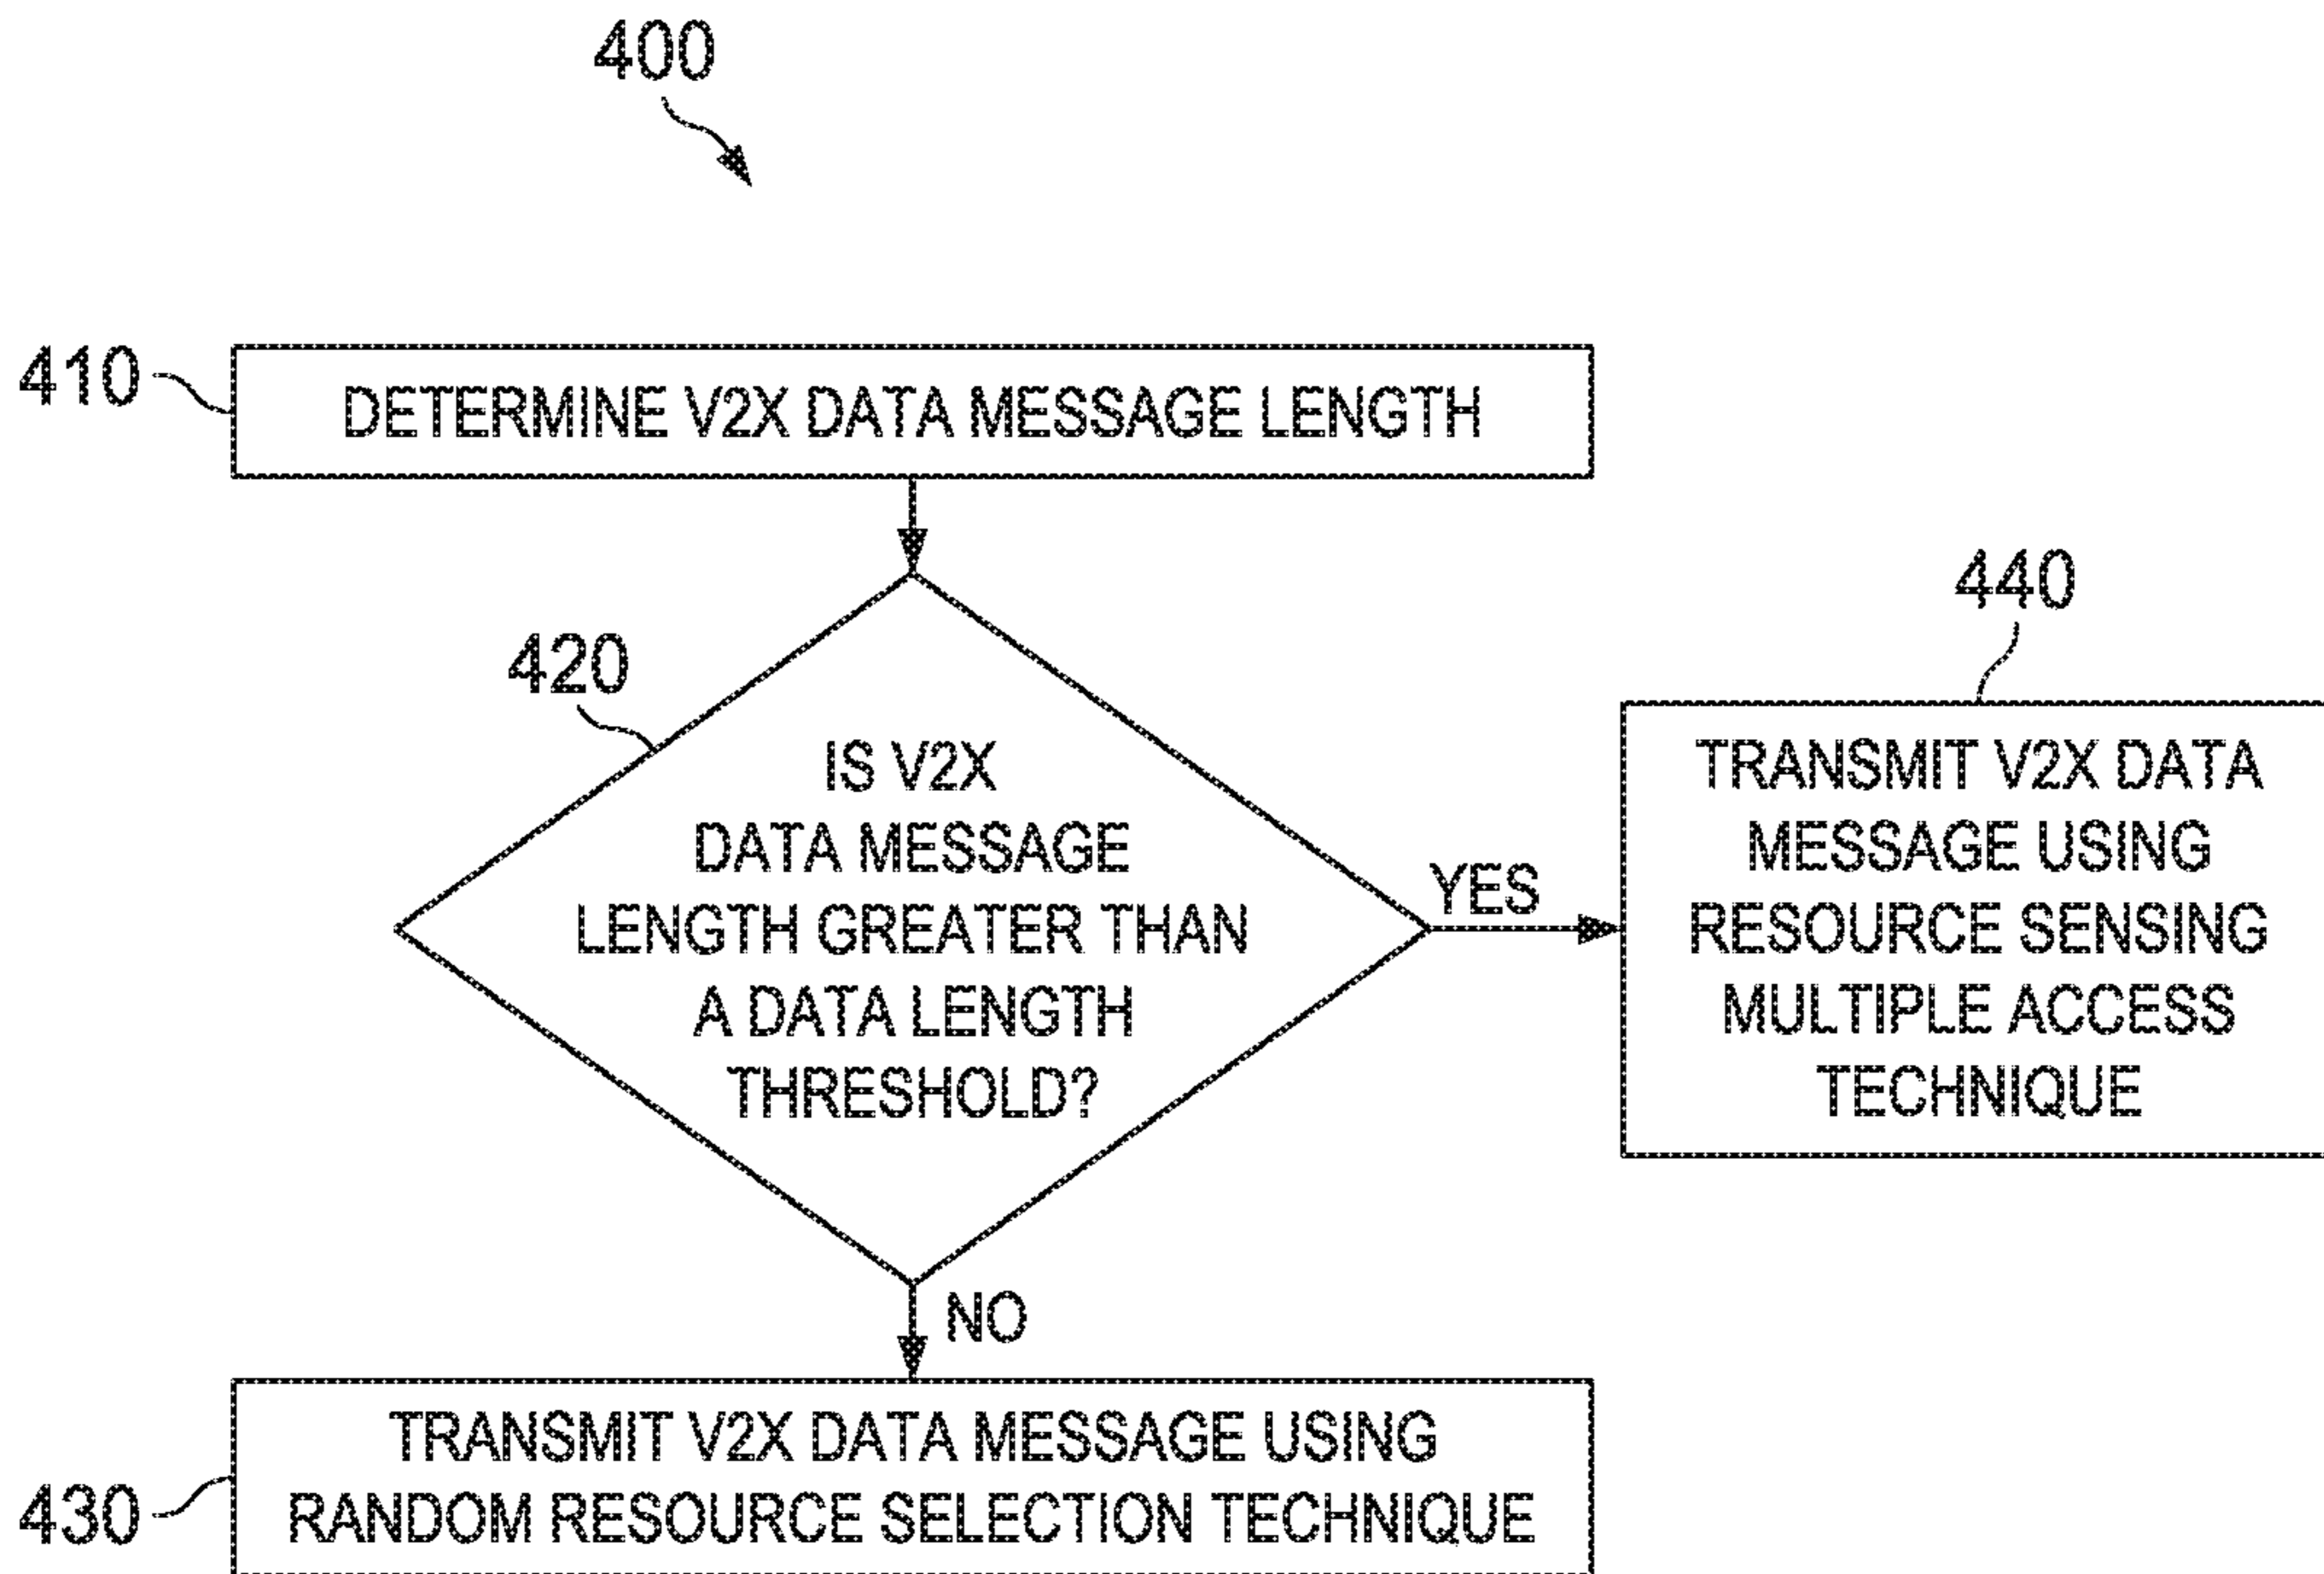 400
410
DETERMINE V2X DATA MESSAGE LENGTH
420
IS V2X
DATA MESSAGE
LENGTH GREATER THAN
A DATA LENGTH
THRESHOLD?
YES
440
TRANSMIT V2X DATA
MESSAGE USING
RESOURCE SENSING
MULTIPLE ACCESS
TECHNIQUE
NO
430
TRANSMIT V2X DATA MESSAGE USING
RANDOM RESOURCE SELECTION TECHNIQUE